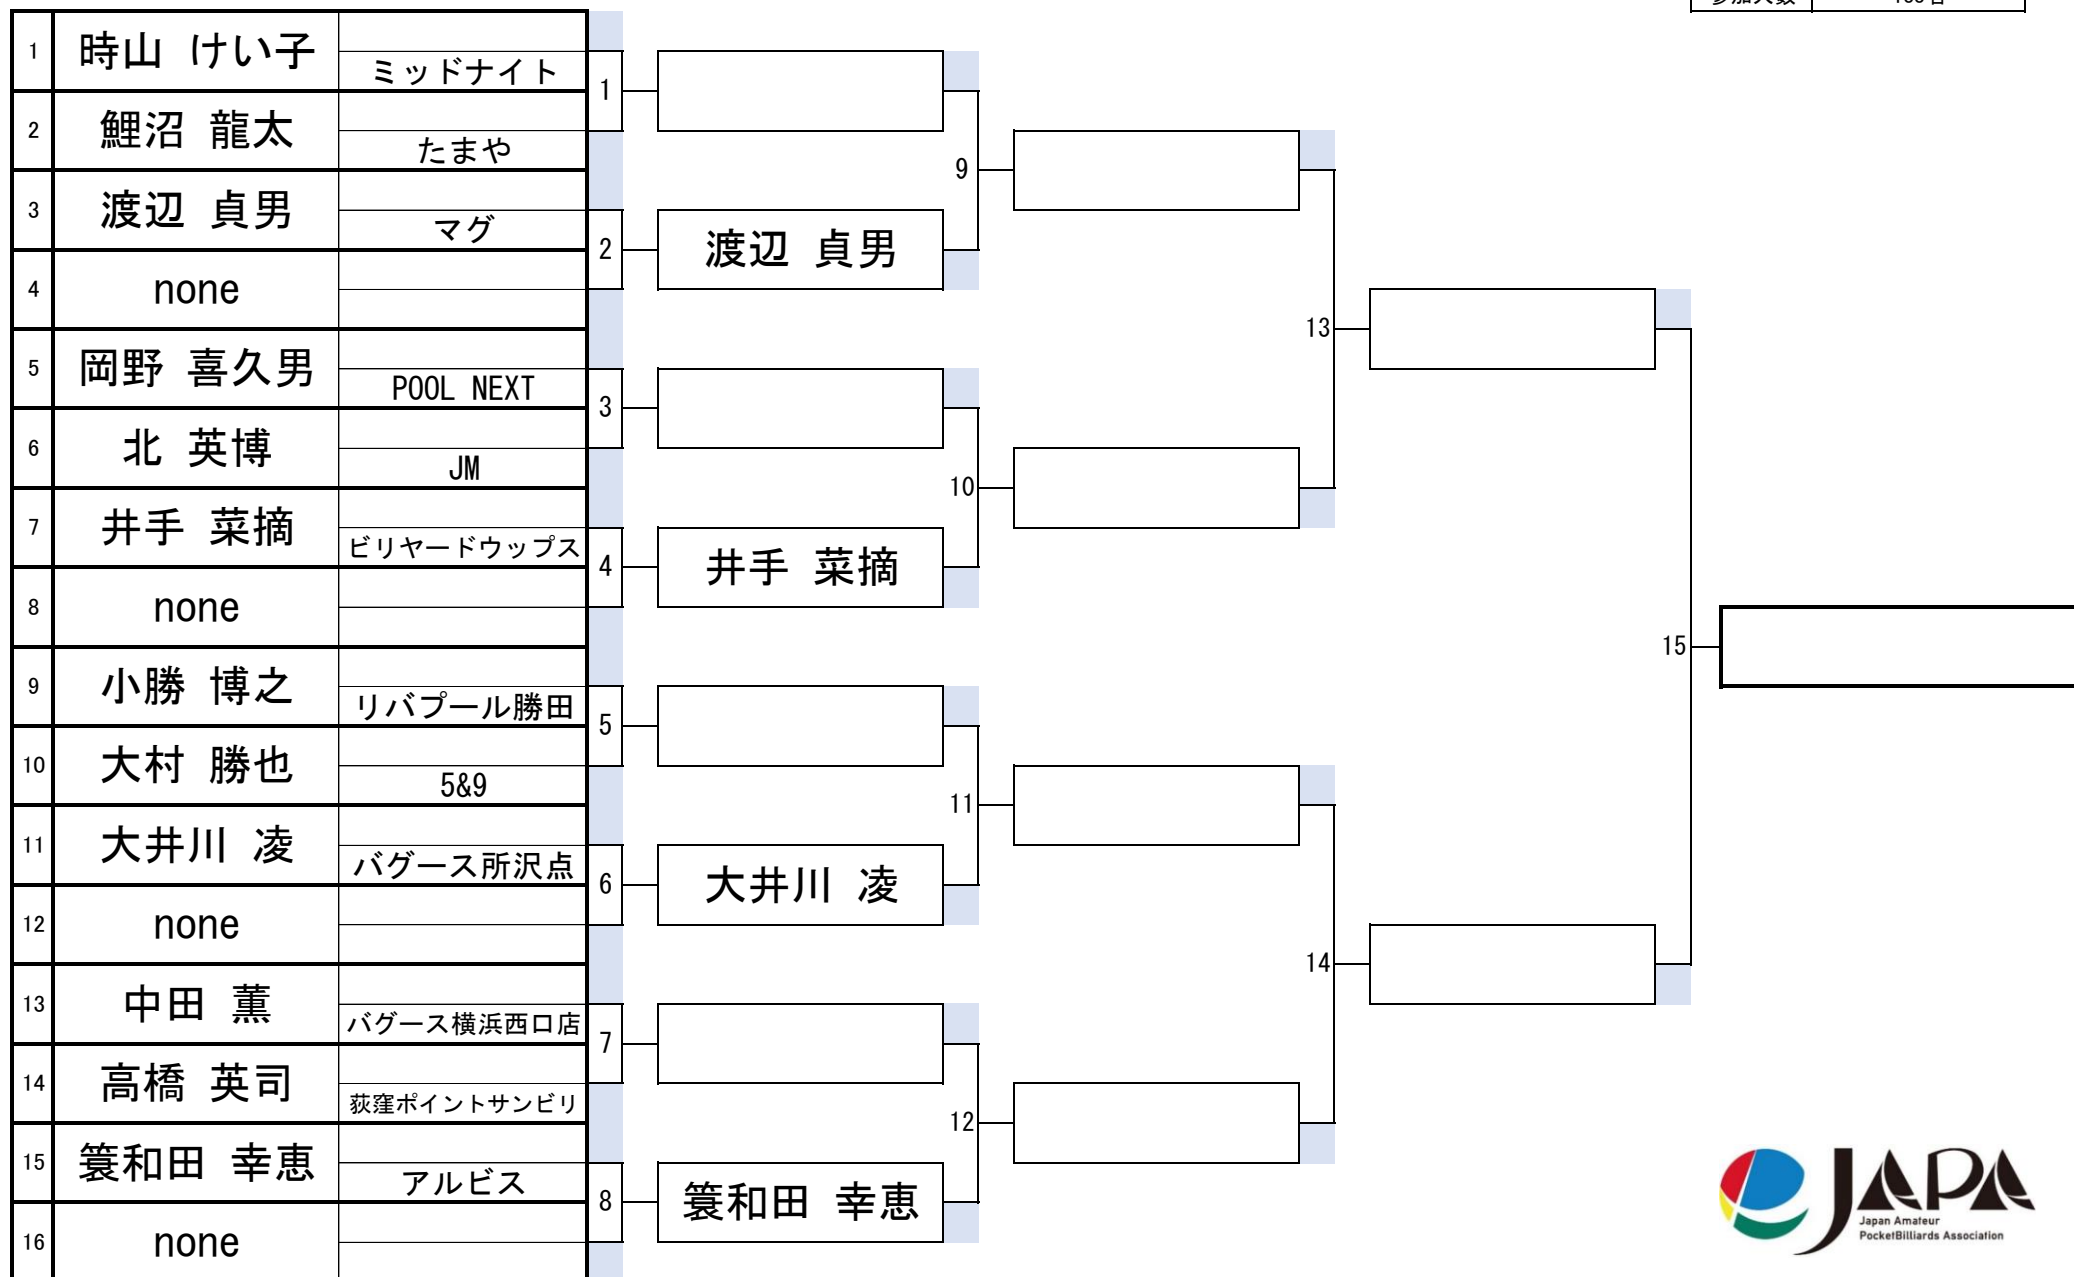 1 時山 けい子 ミッドナイト
1
2 鯉沼 龍太 たまや
9
3 渡辺 貞男 マグ
2 渡辺 貞男
4 none
13
5 岡野 喜久男 POOL NEXT
3
6 北 英博 JM
10
7 井手 菜摘 ビリヤードウップス
4 井手 菜摘
8 none
15
9 小勝 博之 リバプール勝田
5
10 大村 勝也 5&9
11
11 大井川 凌 バグース所沢点
6 大井川 凌
12 none
14
13 中田 薫 バグース横浜西口店
7
14 高橋 英司 荻窪ポイントサンビリ
12
15 簑和田 幸恵 アルビス
8 簑和田 幸恵
16 none
JAPA
Japan Amateur
PocketBilliards Association